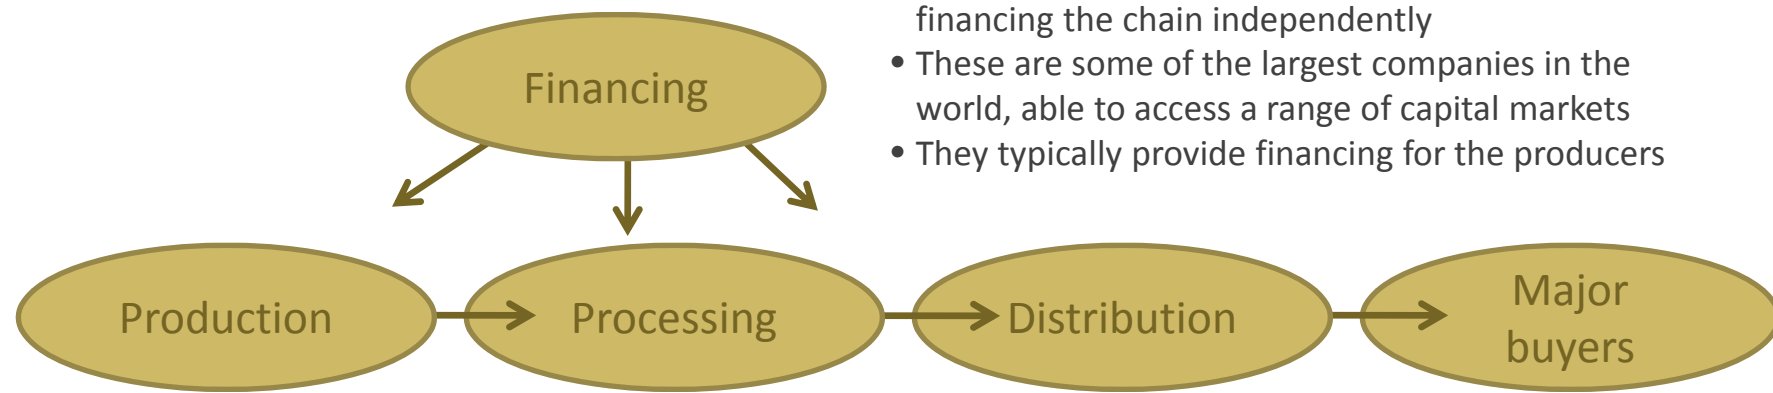 financing the chain independently
• These are some of the largest companies in the
world, able to access a range of capital markets
• They typically provide financing for the producers
Financing
Production
Processing
Distribution
Major
buyers